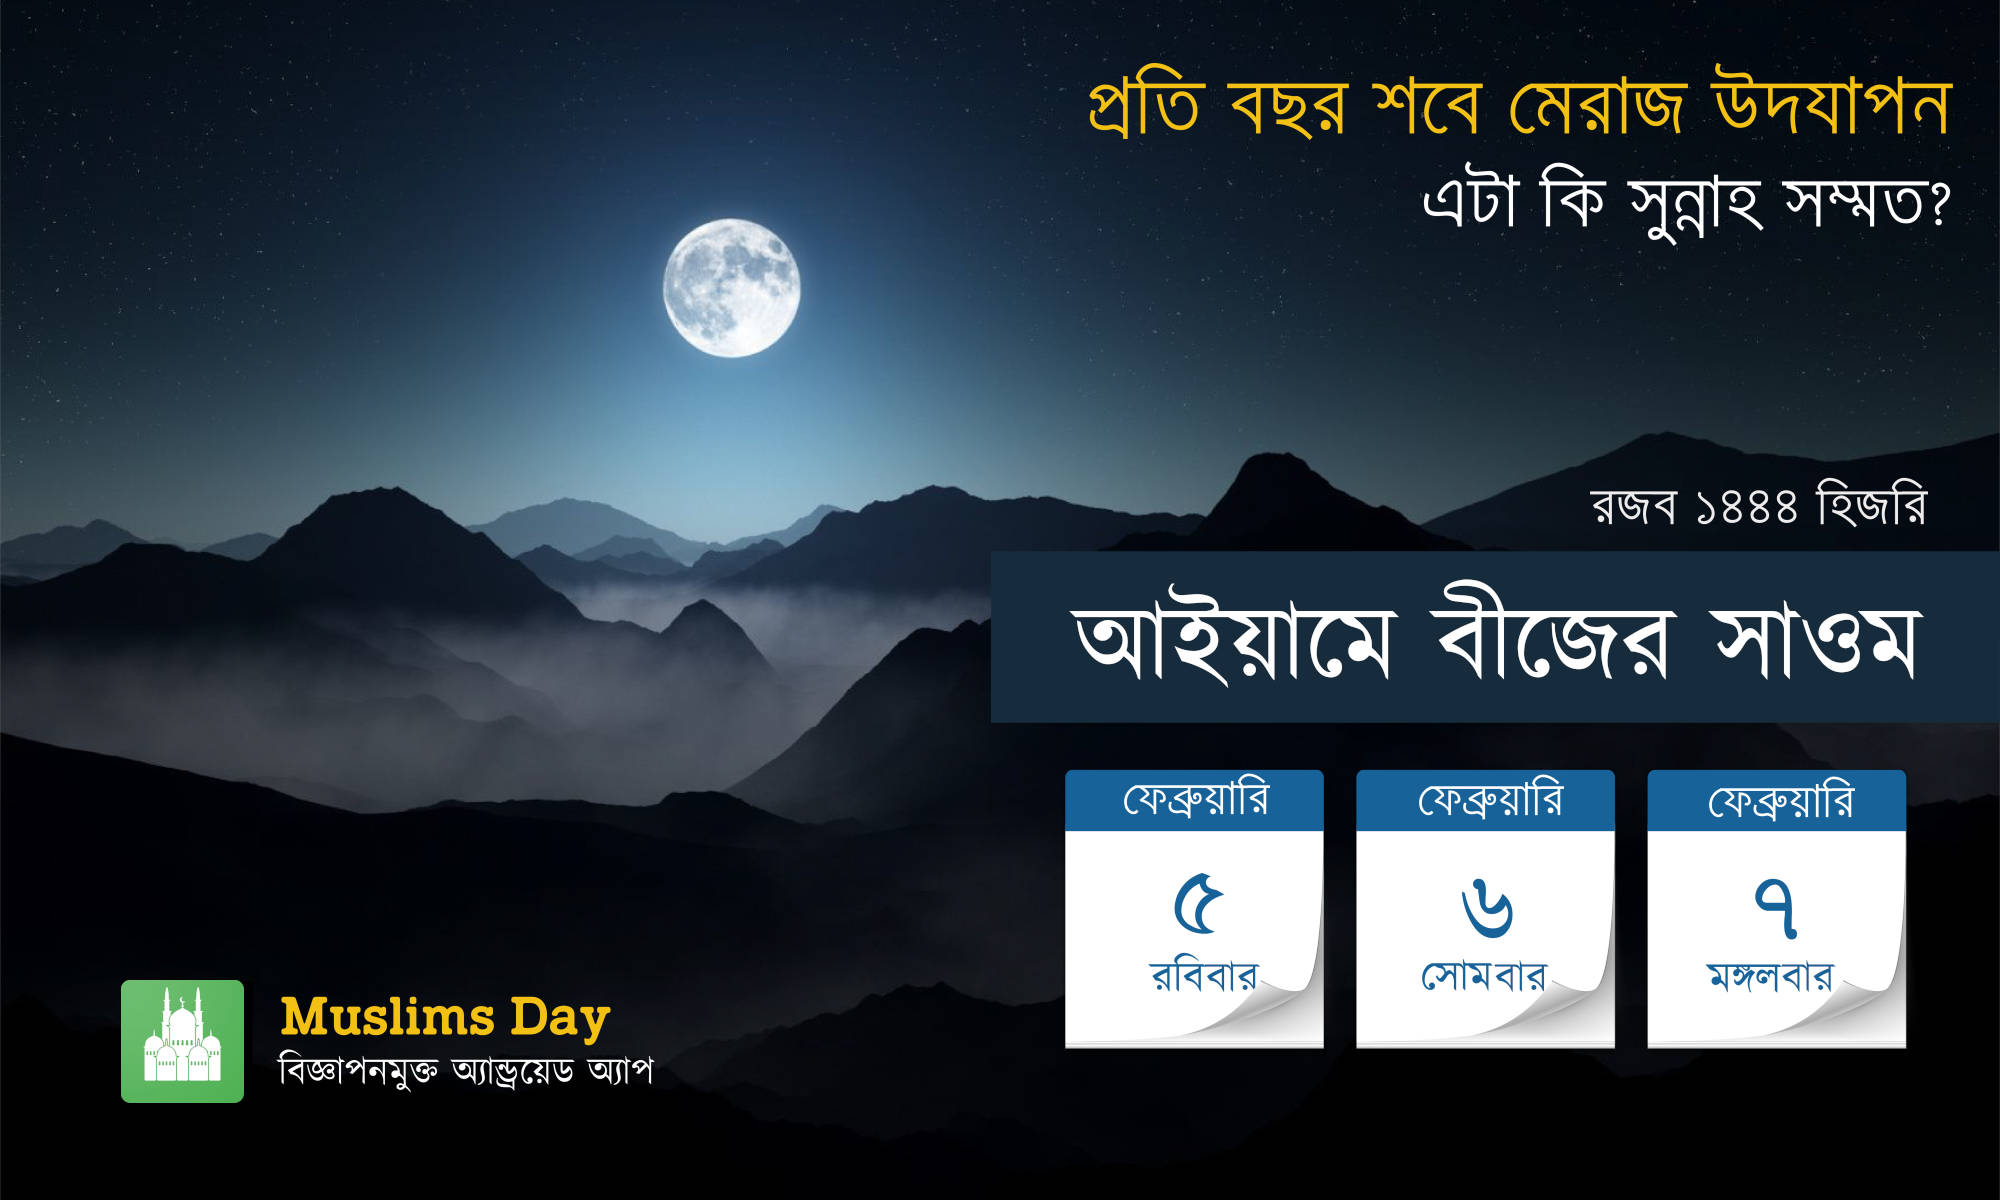 প্রতি বছর শবে মেরাজ উদযাপন
এটা কি সুন্নাহ সম্মত?
রজব ১৪৪৪ হিজরি
আইয়ামে বীজের সাওম
ফেব্রুয়ারি
৫
রবিবার
ফেব্রুয়ারি
৬
সোমবার
ফেব্রুয়ারি
৭
মঙ্গলবার
Muslims Day
বিজ্ঞাপনমুক্ত অ্যান্ড্রয়েড অ্যাপ